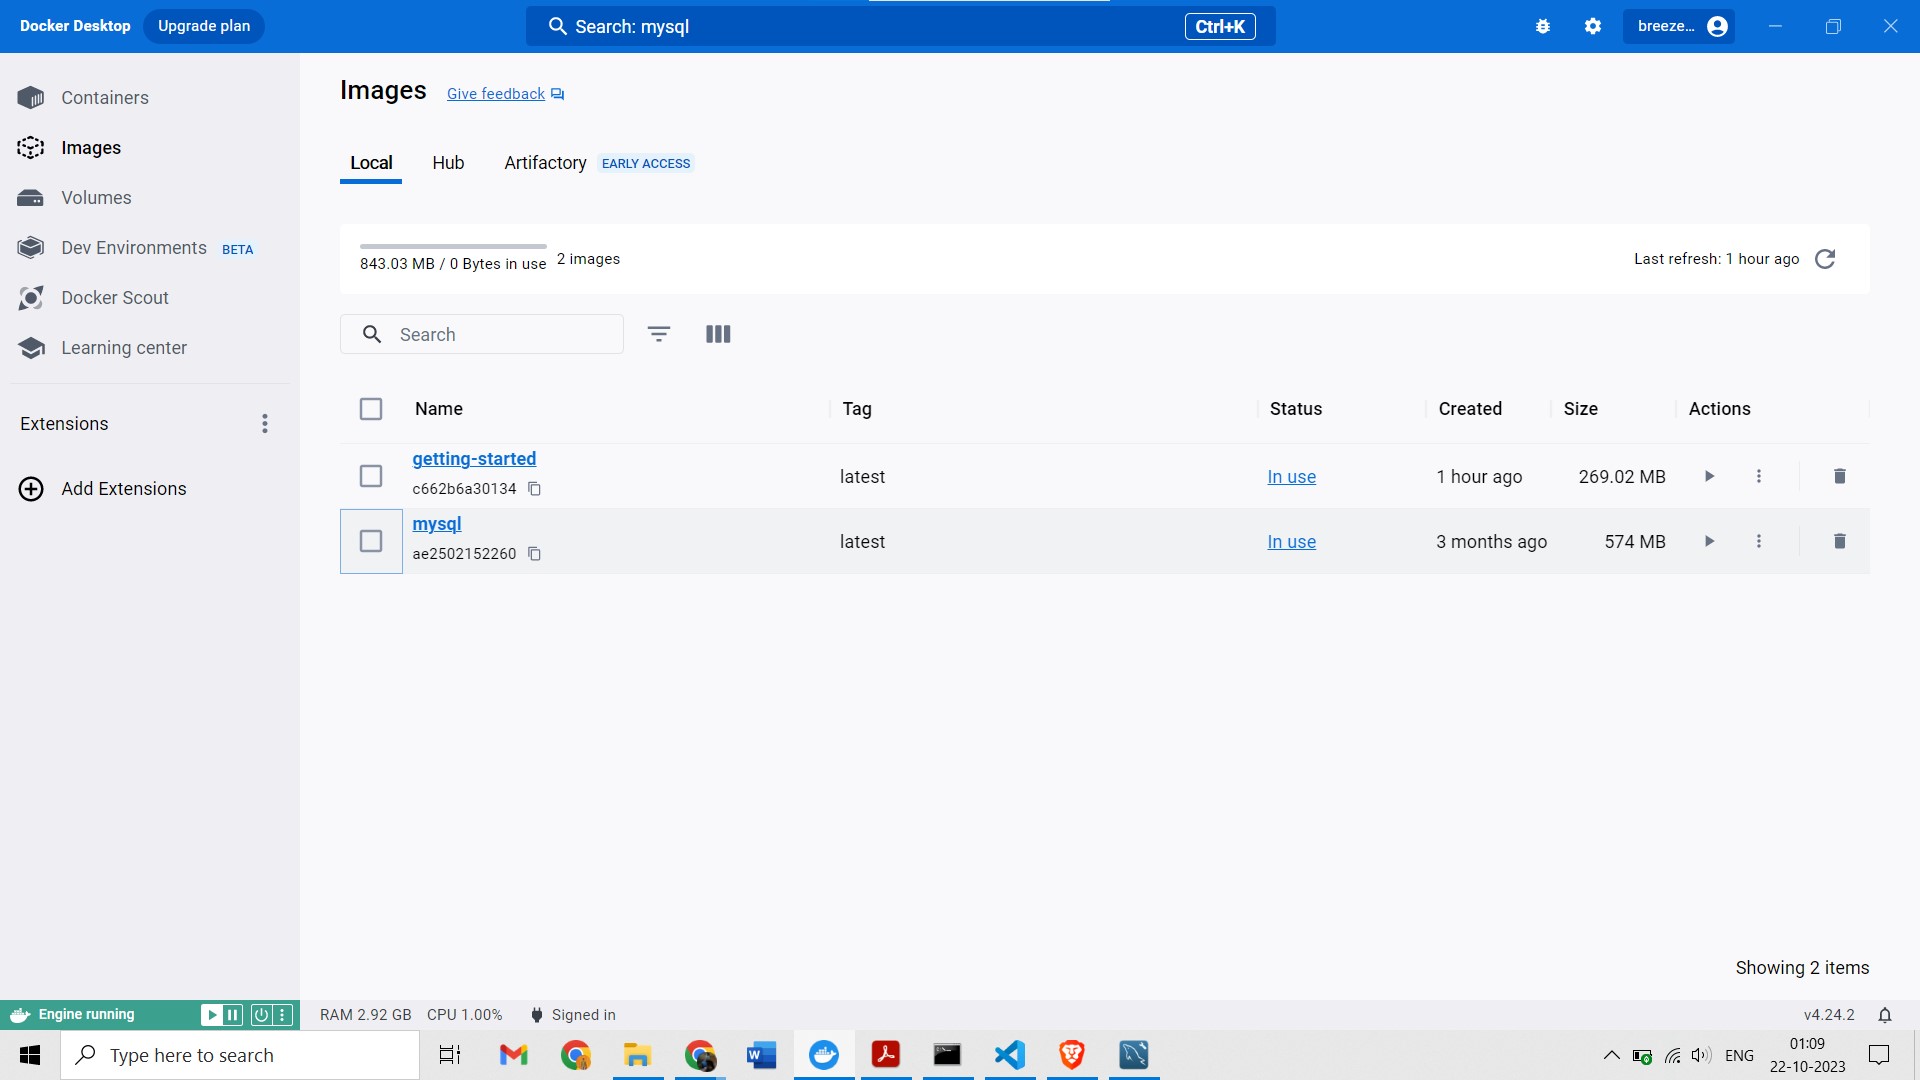 Docker Desktop Upgrade plan Search: mysql Ctrl+K breeze...
Containers
Images
Volumes
Dev Environments BETA
Docker Scout
Learning center
Extensions
Add Extensions
Images Give feedback
Local Hub Artifactory EARLY ACCESS
843.03 MB / 0 Bytes in use 2 images Last refresh: 1 hour ago
Search
Name Tag Status Created Size Actions
getting-started
c662b6a30134 latest In use 1 hour ago 269.02 MB
mysql
ae2502152260 latest In use 3 months ago 574 MB
Showing 2 items
Engine running RAM 2.92 GB CPU 1.00% Signed in v4.24.2
Type here to search ENG 01:09
22-10-2023